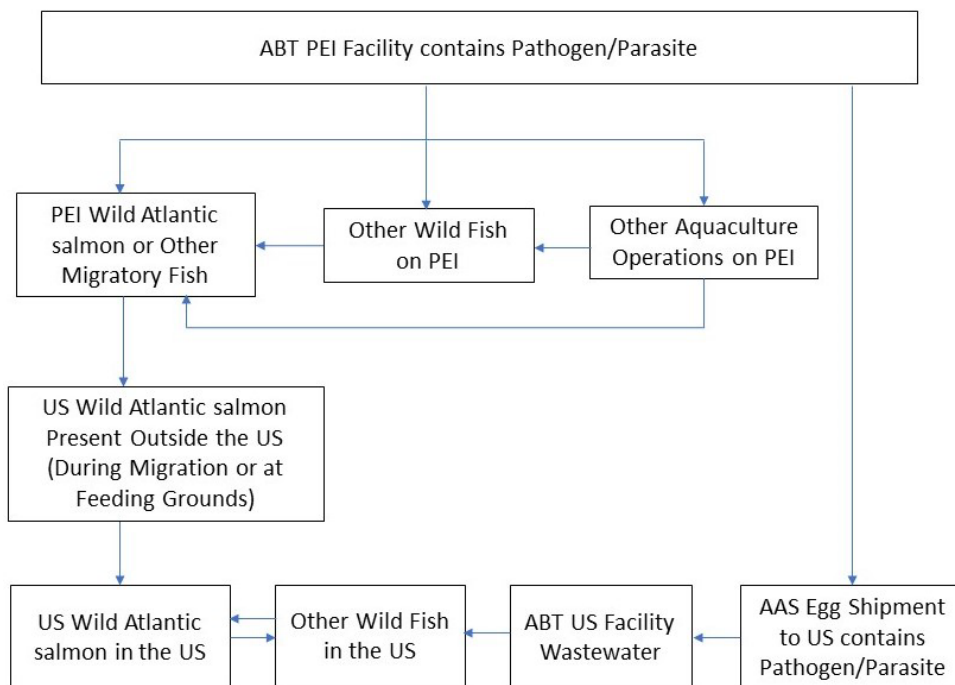 ABT PEI Facility contains Pathogen/Parasite
PEI Wild Atlantic
salmon or Other
Migratory Fish
Other Wild Fish
on PEI
Other Aquaculture
Operations on PEI
US Wild Atlantic salmon
Present Outside the US
(During Migration or at
Feeding Grounds)
US Wild Atlantic
salmon in the US
Other Wild Fish
in the US
ABT US Facility
Wastewater
AAS Egg Shipment
to US contains
Pathogen/Parasite